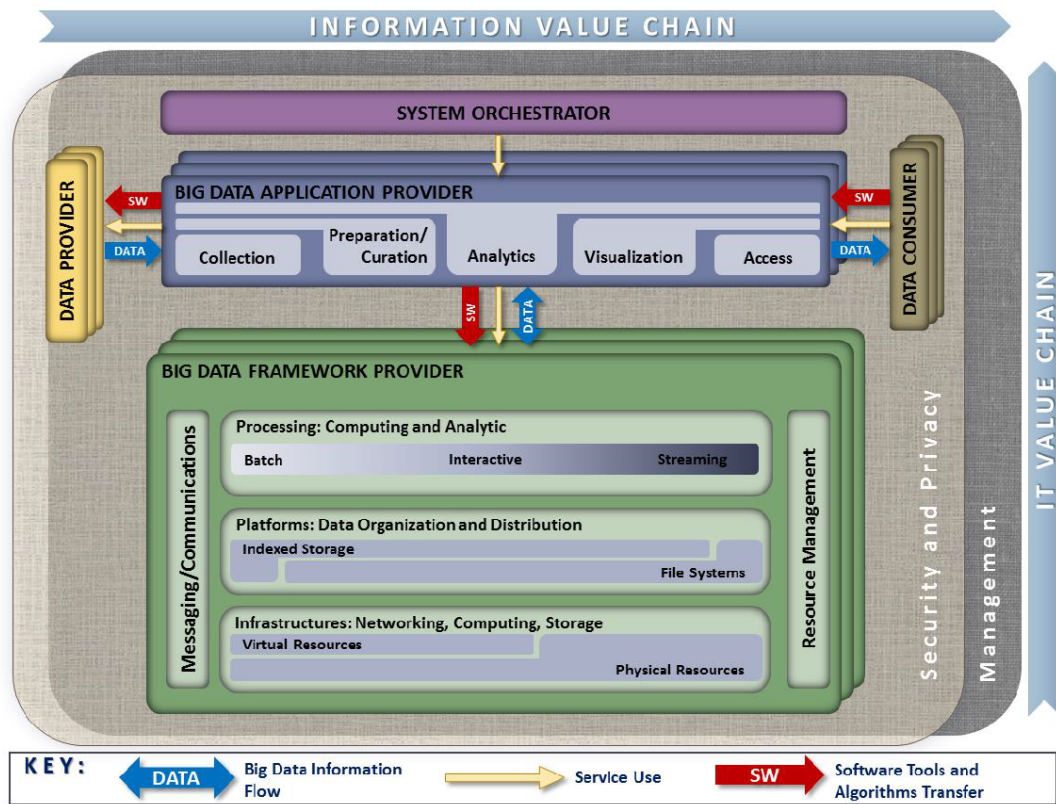 INFORMATION VALUE CHAIN
SYSTEM ORCHESTRATOR
DATA PROVIDER
SW
DATA
BIG DATA APPLICATION PROVIDER
Collection
Preparation/
Curation
Analytics
Visualization
Access
SW
DATA
DATA CONSUMER
SW
DATA
BIG DATA FRAMEWORK PROVIDER
Messaging/Communications
Processing: Computing and Analytic
Batch
Interactive
Streaming
Platforms: Data Organization and Distribution
Indexed Storage
File Systems
Infrastructures: Networking, Computing, Storage
Virtual Resources
Physical Resources
Resource Management
Security and Privacy
Management
IT VALUE CHAIN
KEY:
DATA
Big Data Information
Flow
Service Use
SW
Software Tools and
Algorithms Transfer